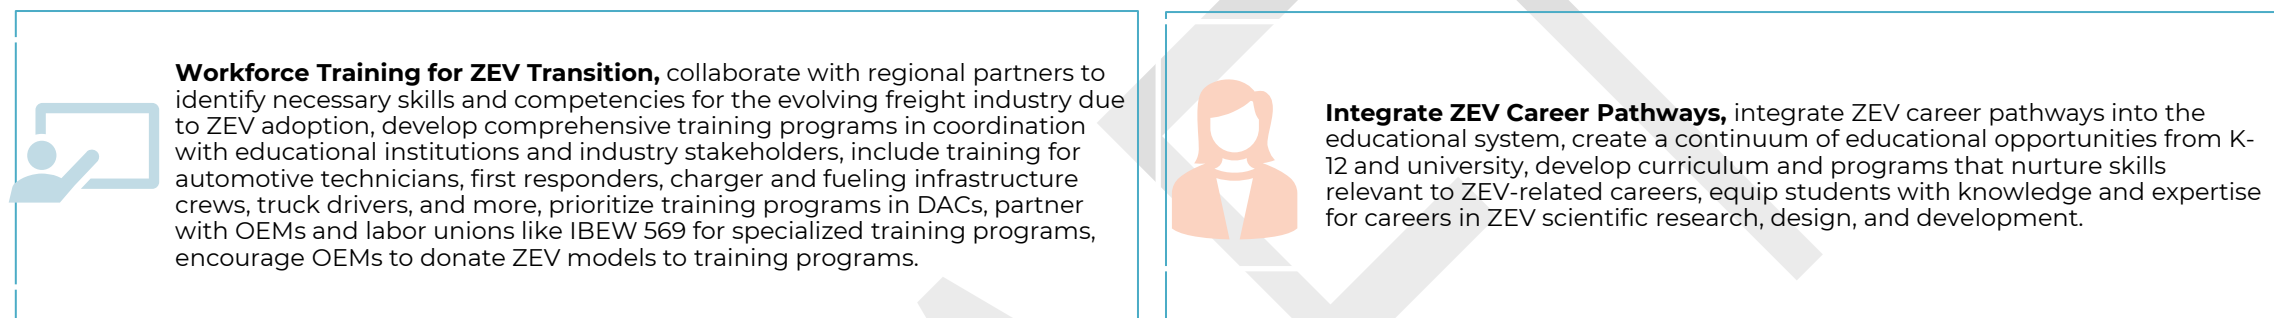 Workforce Training for ZEV Transition, collaborate with regional partners to
identify necessary skills and competencies for the evolving freight industry due
to ZEV adoption, develop comprehensive training programs in coordination
with educational institutions and industry stakeholders, include training for
automotive technicians, first responders, charger and fueling infrastructure
crews, truck drivers, and more, prioritize training programs in DACs, partner
with OEMs and labor unions like IBEW 569 for specialized training programs,
encourage OEMs to donate ZEV models to training programs.
Integrate ZEV Career Pathways, integrate ZEV career pathways into the
educational system, create a continuum of educational opportunities from K-
12 and university, develop curriculum and programs that nurture skills
relevant to ZEV-related careers, equip students with knowledge and expertise
for careers in ZEV scientific research, design, and development.